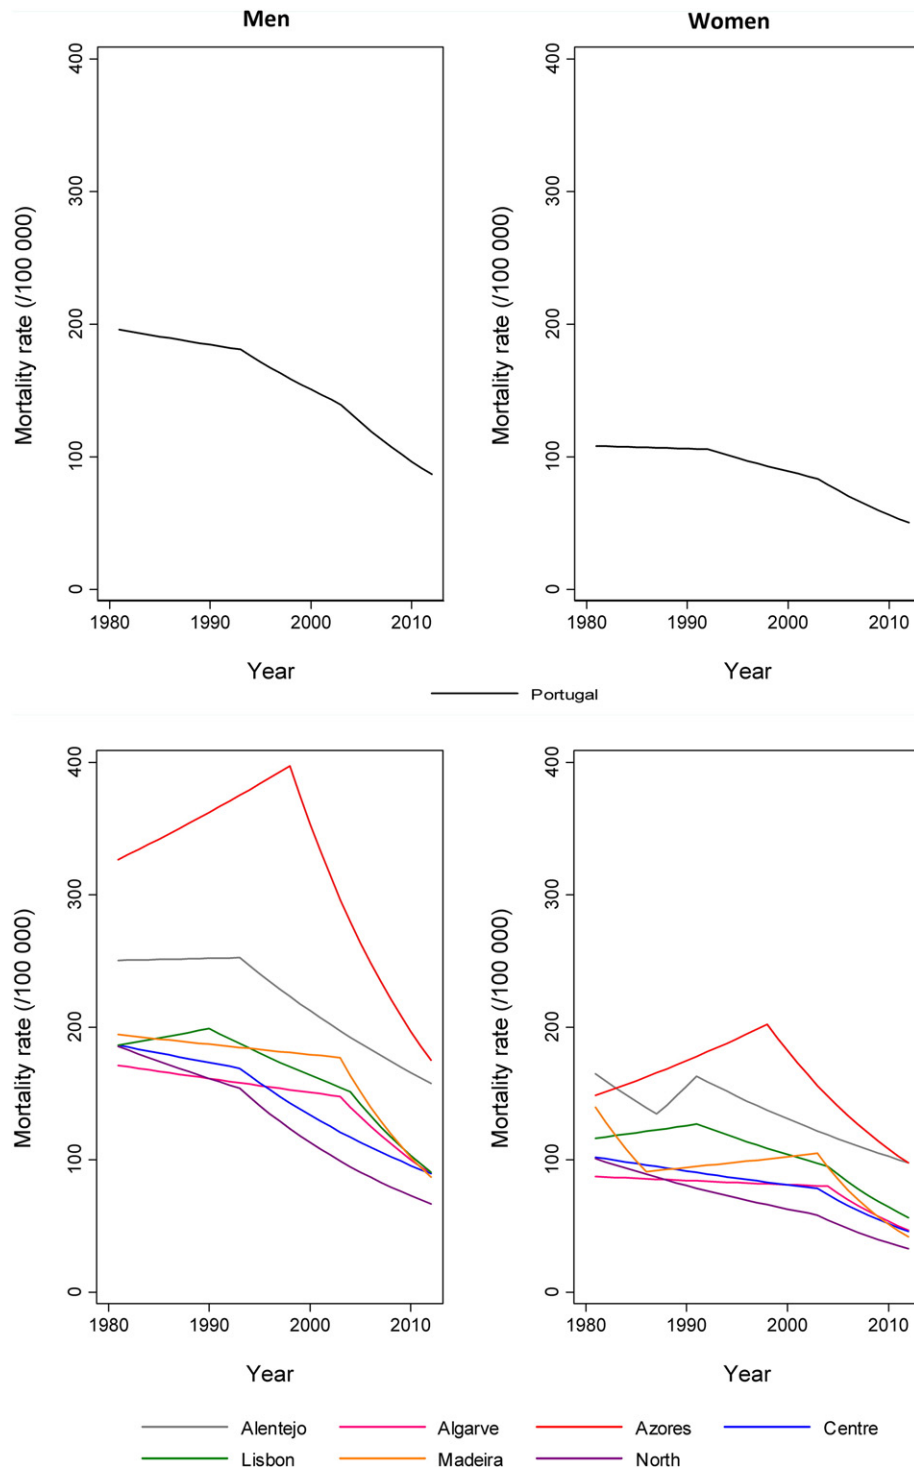 Men
Women
Mortality rate (/100 000)
0 100 200 300 400
1980 1990 2000 2010
Year
Mortality rate (/100 000)
0 100 200 300 400
1980 1990 2000 2010
Year
Portugal
Mortality rate (/100 000)
0 100 200 300 400
1980 1990 2000 2010
Year
Mortality rate (/100 000)
0 100 200 300 400
1980 1990 2000 2010
Year
Alentejo Algarve Azores Centre
Lisbon Madeira North